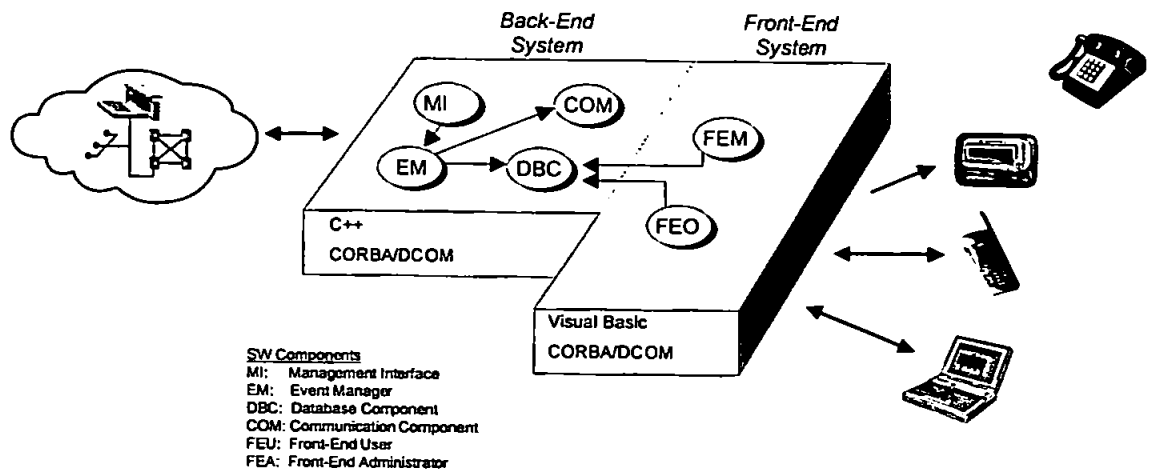 Back-End
System
Front-End
System
MI
COM
EM
DBC
FEM
FEO
C++
CORBA/DCOM
Visual Basic
CORBA/DCOM
SW Components
MI: Management Interface
EM: Event Manager
DBC: Database Component
COM: Communication Component
FEU: Front-End User
FEA: Front-End Administrator